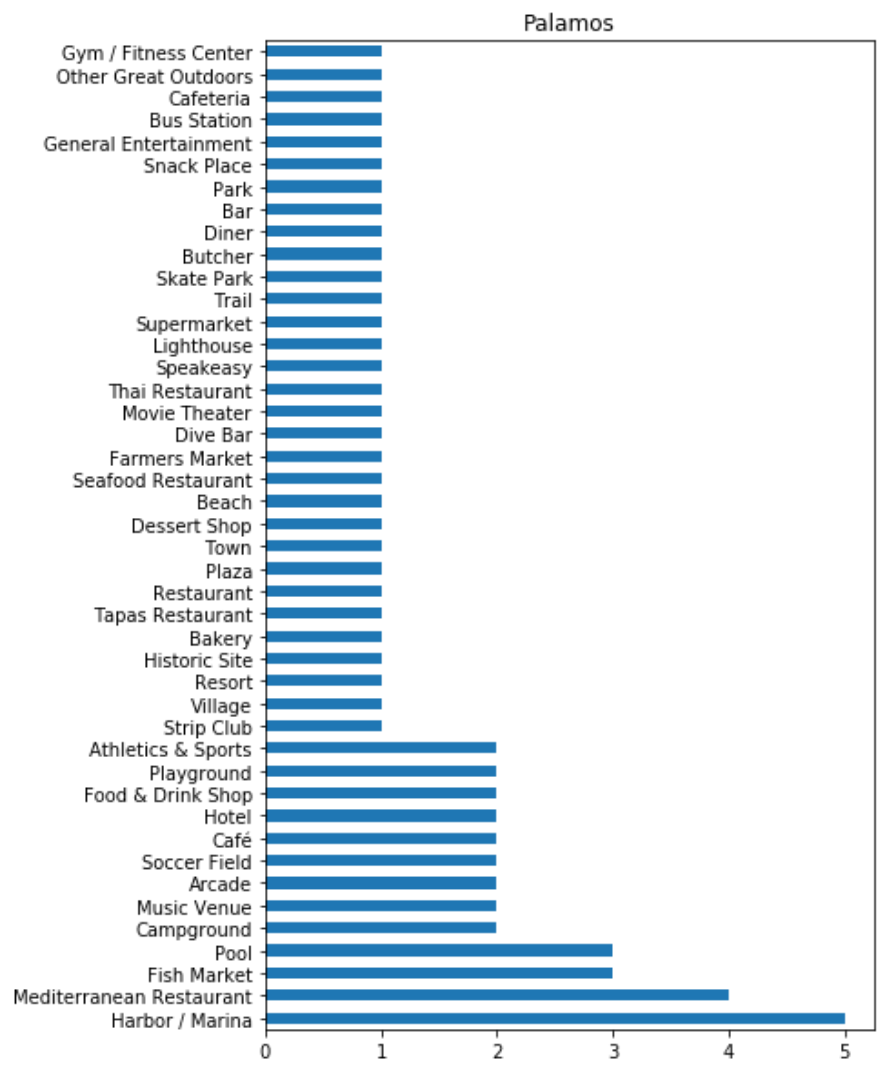 Palamos
Gym / Fitness Center
Other Great Outdoors
Cafeteria
Bus Station
General Entertainment
Snack Place
Park
Bar
Diner
Butcher
Skate Park
Trail
Supermarket
Lighthouse
Speakeasy
Thai Restaurant
Movie Theater
Dive Bar
Farmers Market
Seafood Restaurant
Beach
Dessert Shop
Town
Plaza
Restaurant
Tapas Restaurant
Bakery
Historic Site
Resort
Village
Strip Club
Athletics & Sports
Playground
Food & Drink Shop
Hotel
Café
Soccer Field
Arcade
Music Venue
Campground
Pool
Fish Market
Mediterranean Restaurant
Harbor / Marina
0 1 2 3 4 5